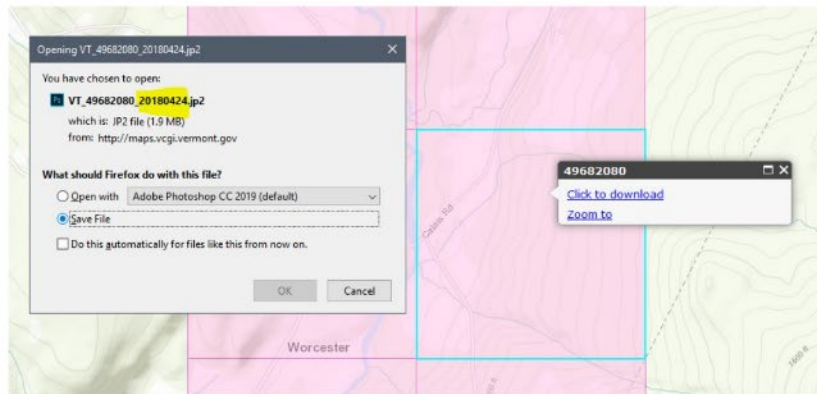 Opening VT_49682080_20180424.jp2
You have chosen to open:
VT_49682080_20180424.jp2
which is: JP2 file (1.9 MB)
from: http://maps.vcgi.vermont.gov
What should Firefox do with this file?
Open with Adobe Photoshop CC 2019 (default)
Save File
Do this automatically for files like this from now on.
OK Cancel
49682080
Click to download
Zoom to
Worcester
1600 ft